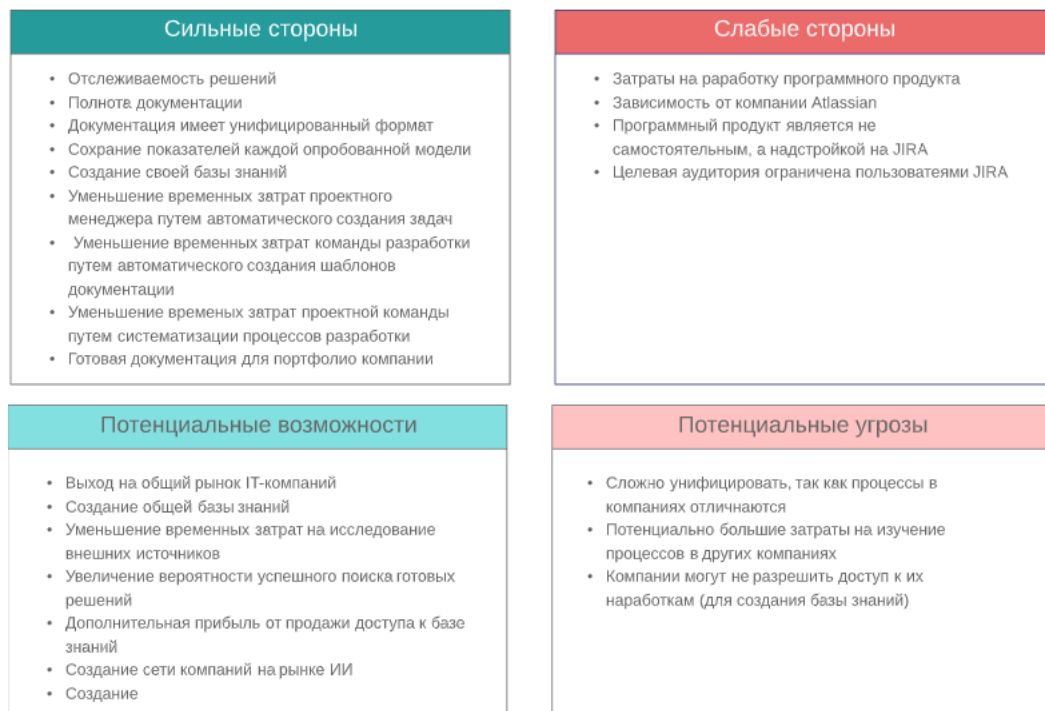 Сильные стороны
• Отслеживаемость решений
• Полнота документации
• Документация имеет унифицированный формат
• Сохрание показателей каждой опробованной модели
• Создание своей базы знаний
• Уменьшение временных затрат проектного
менеджера путем автоматического создания задач
• Уменьшение временных затрат команды разработки
путем автоматического создания шаблонов
документации
• Уменьшение временых затрат проектной команды
путем систематизации процессов разработки
• Готовая документация для портфолио компании
Слабые стороны
• Затраты на раработку программного продукта
• Зависимость от компании Atlassian
• Программный продукт является не
самостоятельным, а надстройкой на JIRA
• Целевая аудитория ограничена пользоватеями JIRA
Потенциальные возможности
• Выход на общий рынок IT-компаний
• Создание общей базы знаний
• Уменьшение временных затрат на исследование
внешних источников
• Увеличение вероятности успешного поиска готовых
решений
• Дополнительная прибыль от продажи доступа к базе
знаний
• Создание сети компаний на рынке ИИ
• Создание
Потенциальные угрозы
• Сложно унифицировать, так как процессы в
компаниях отличнаются
• Потенциально большие затраты на изучение
процессов в других компаниях
• Компании могут не разрешить доступ к их
наработкам (для создания базы знаний)